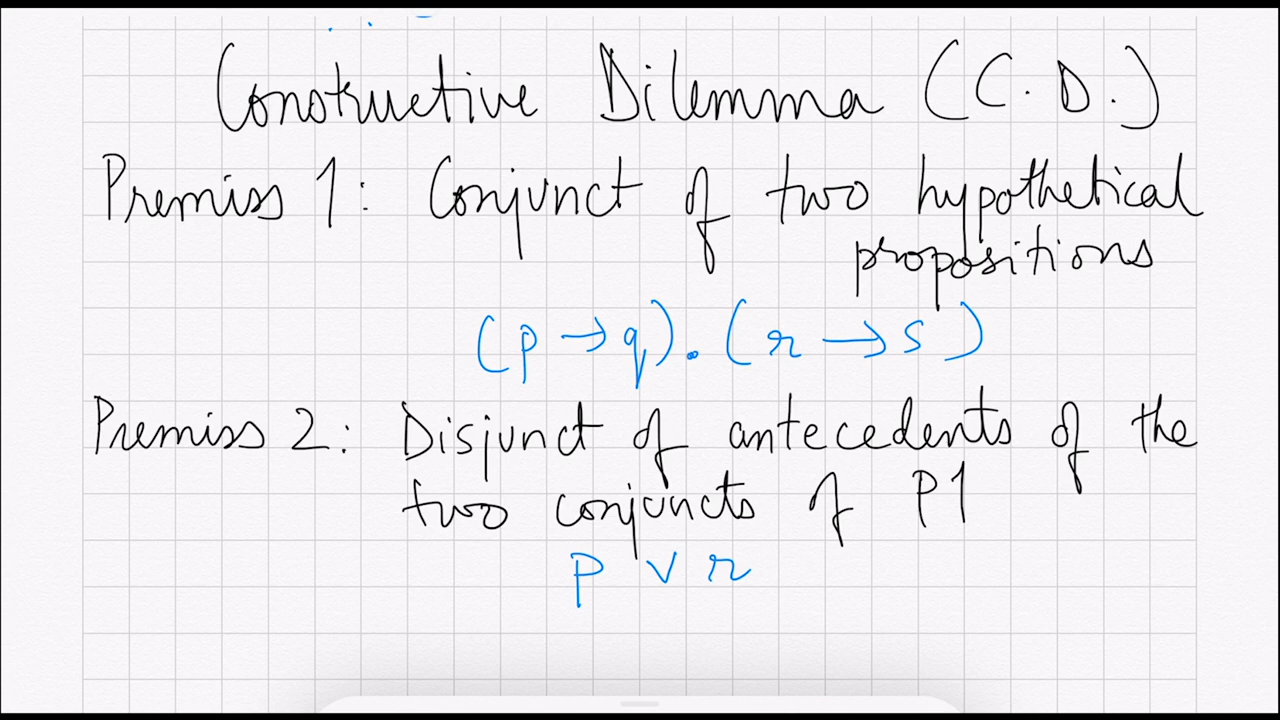 Constructive Dilemma (C.D.)
Premiss 1: Conjunct of two hypothetical
propositions
(p → q) . (r → s)
Premiss 2: Disjunct of antecedents of the
two conjuncts of P1
p ∨ r